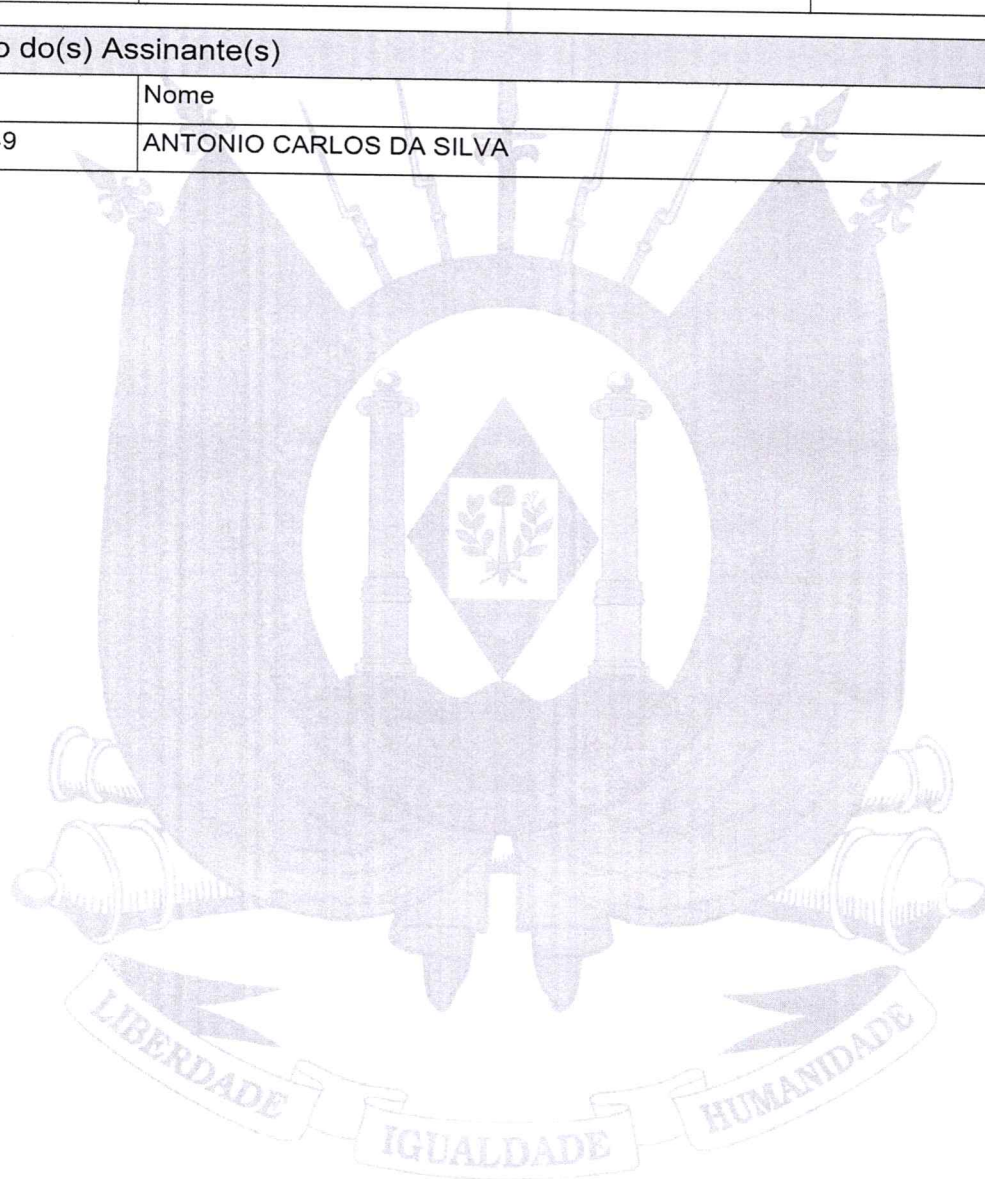 o do(s) Assinante(s)
Nome
9 ANTONIO CARLOS DA SILVA
LIBERDADE
IGUALDADE
HUMANIDADE